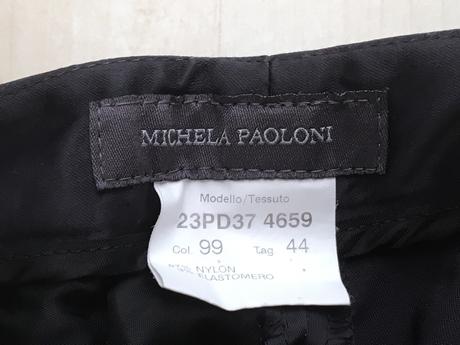 MICHELA PAOLONI
Modello/Tessuto
23PD37 4659
Col. 99 Tag 44
NYLON
ELASTOMERO